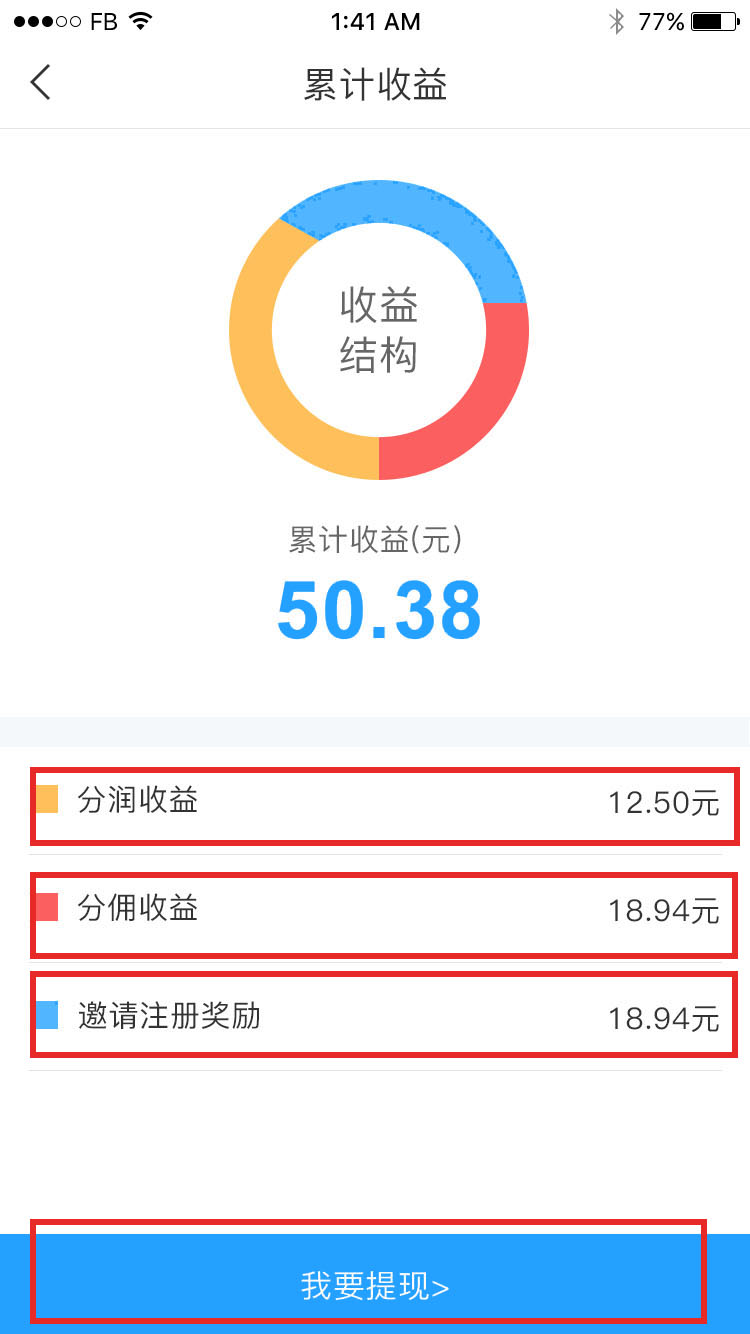 FB 1:41 AM 77%
累计收益
收益
结构
累计收益(元)
50.38
分润收益 12.50元
分佣收益 18.94元
邀请注册奖励 18.94元
我要提现>